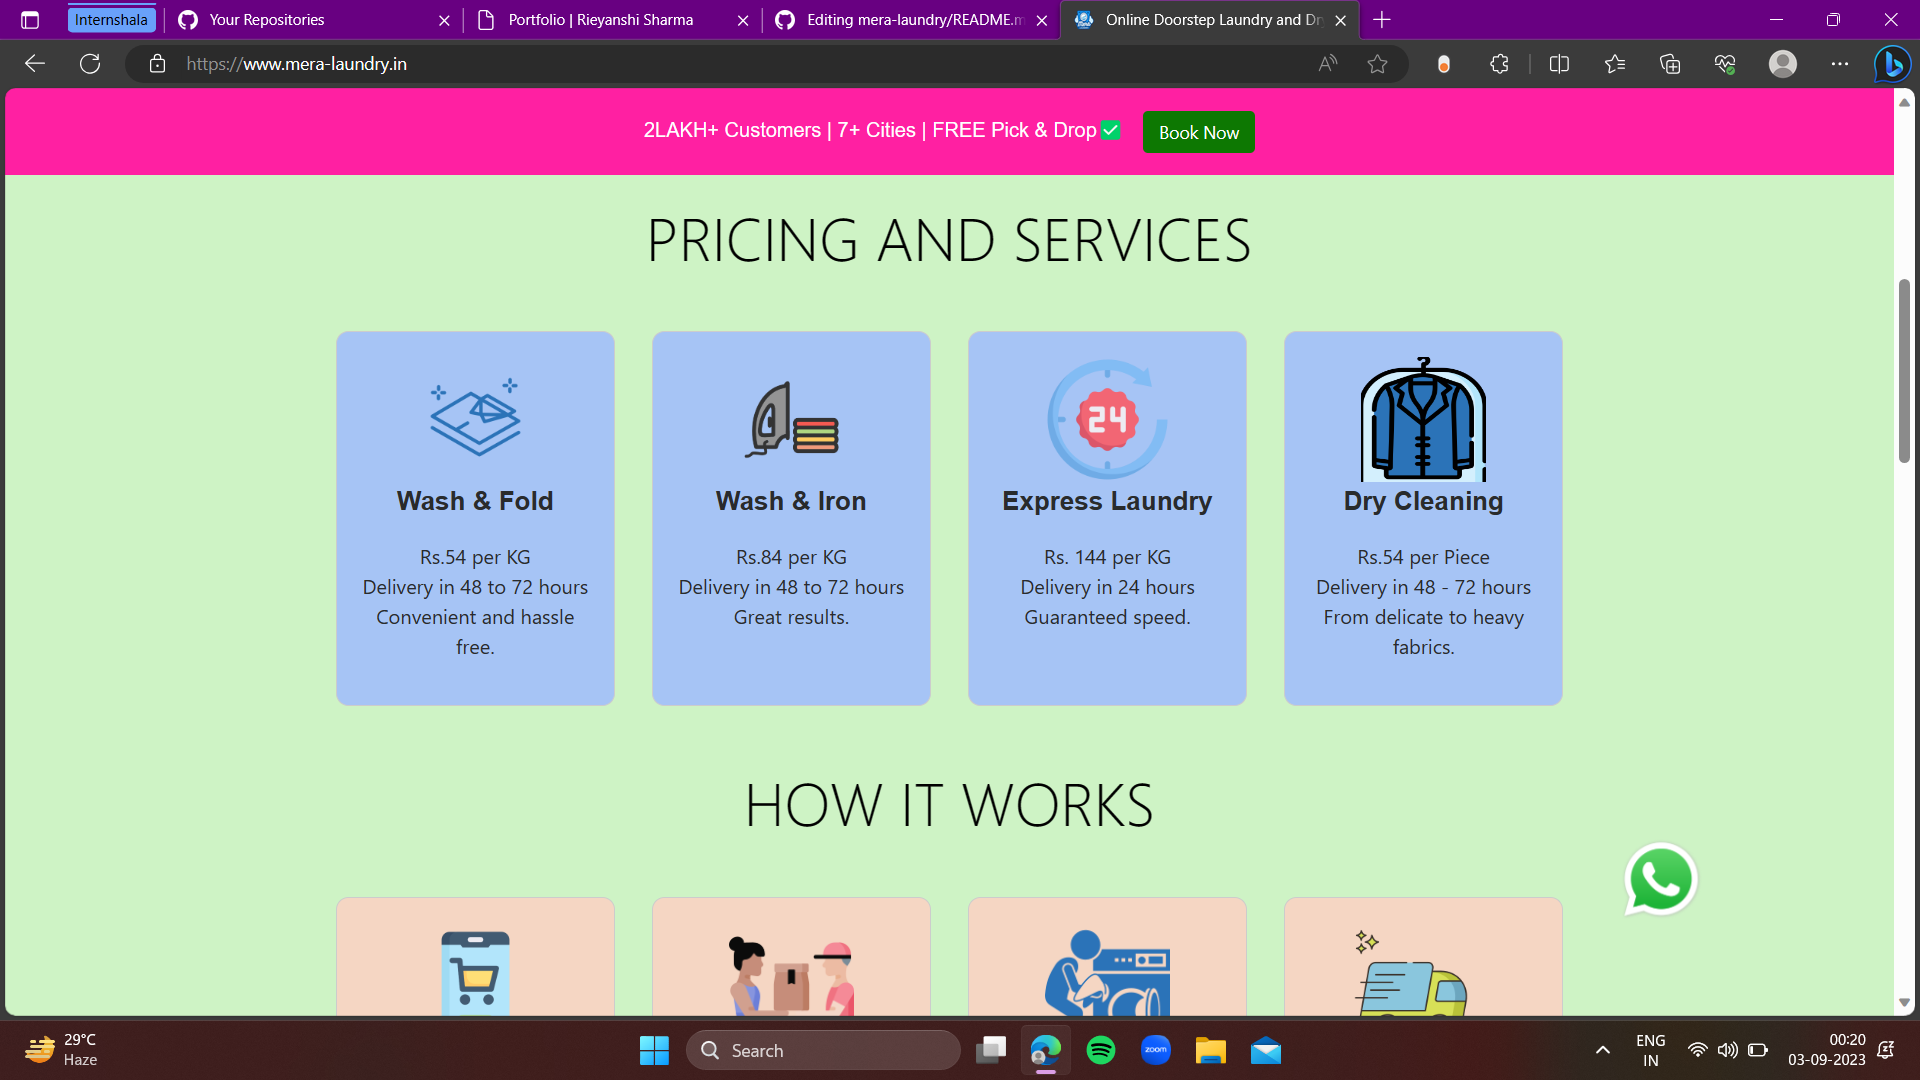 Internshala
Your Repositories
Portfolio | Rieyanshi Sharma
Editing mera-laundry/README.m
Online Doorstep Laundry and Dr
https://www.mera-laundry.in
2LAKH+ Customers | 7+ Cities | FREE Pick & Drop✅
Book Now
PRICING AND SERVICES
24
Wash & Fold
Rs.54 per KG
Delivery in 48 to 72 hours
Convenient and hassle
free.
Wash & Iron
Rs.84 per KG
Delivery in 48 to 72 hours
Great results.
Express Laundry
Rs. 144 per KG
Delivery in 24 hours
Guaranteed speed.
Dry Cleaning
Rs.54 per Piece
Delivery in 48 - 72 hours
From delicate to heavy
fabrics.
HOW IT WORKS
29°C
Haze
Search
zoom
ENG
IN
00:20
03-09-2023